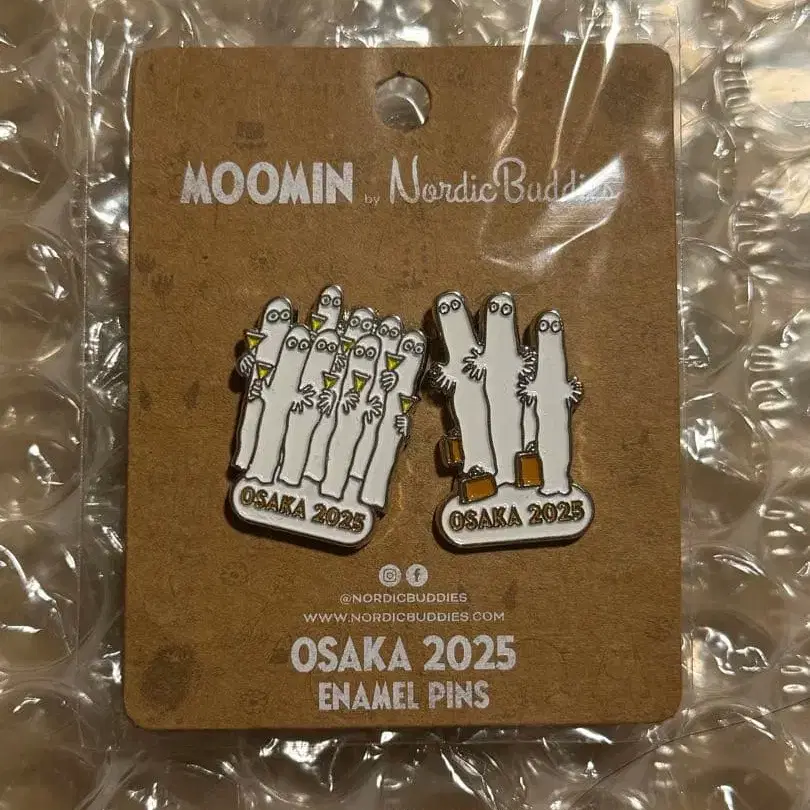 MOOMIN by NordicBuddies
OSAKA 2025
OSAKA 2025
@NORDICBUDDIES
WWW.NORDICBUDDIES.COM
OSAKA 2025
ENAMEL PINS